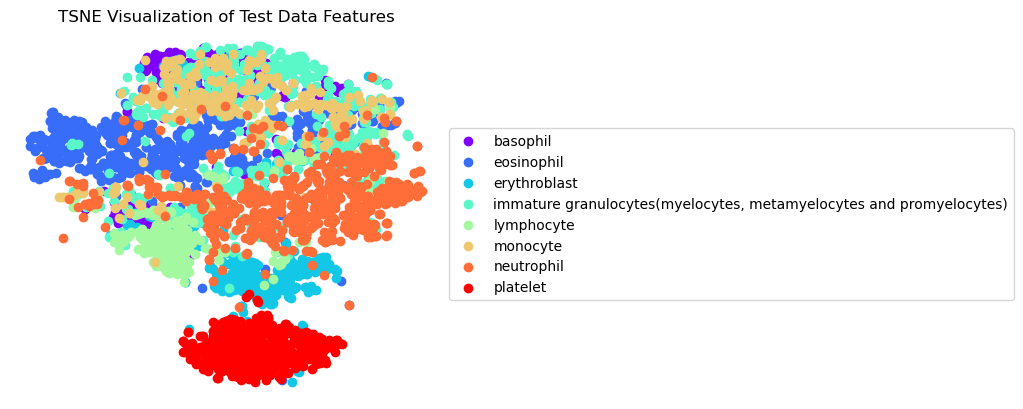 TSNE Visualization of Test Data Features
basophil
eosinophil
erythroblast
immature granulocytes(myelocytes, metamyelocytes and promyelocytes)
lymphocyte
monocyte
neutrophil
platelet